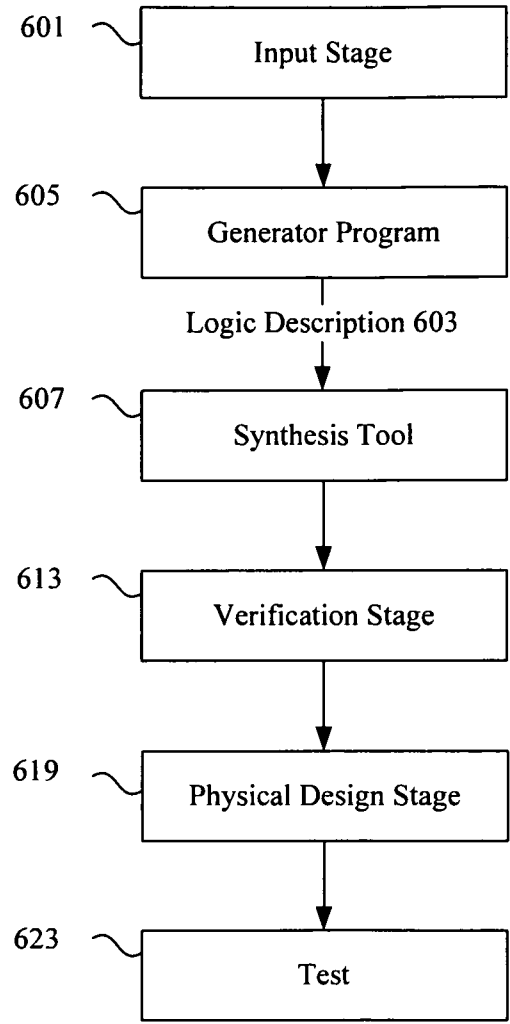 601
Input Stage
605
Generator Program
Logic Description 603
607
Synthesis Tool
613
Verification Stage
619
Physical Design Stage
623
Test